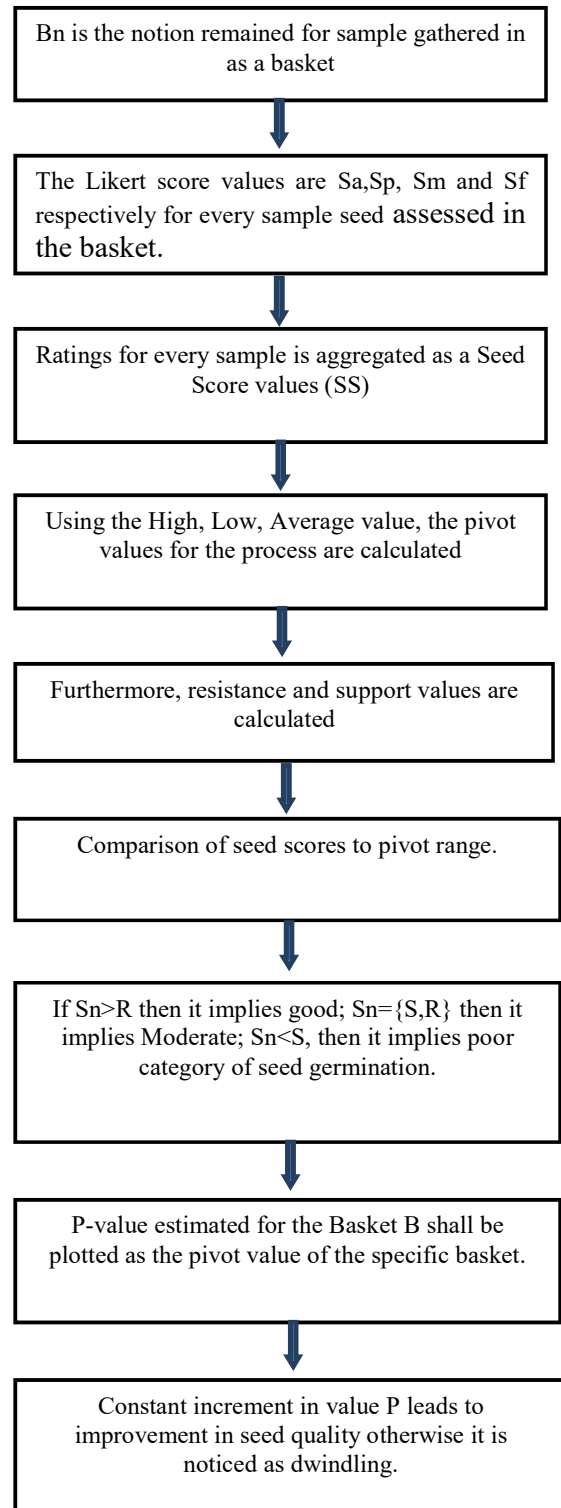 Bn is the notion remained for sample gathered in
as a basket
The Likert score values are Sa,Sp, Sm and Sf
respectively for every sample seed assessed in
the basket.
Ratings for every sample is aggregated as a Seed
Score values (SS)
Using the High, Low, Average value, the pivot
values for the process are calculated
Furthermore, resistance and support values are
calculated
Comparison of seed scores to pivot range.
If Sn>R then it implies good; Sn={S,R} then it
implies Moderate; Sn<S, then it implies poor
category of seed germination.
P-value estimated for the Basket B shall be
plotted as the pivot value of the specific basket.
Constant increment in value P leads to
improvement in seed quality otherwise it is
noticed as dwindling.